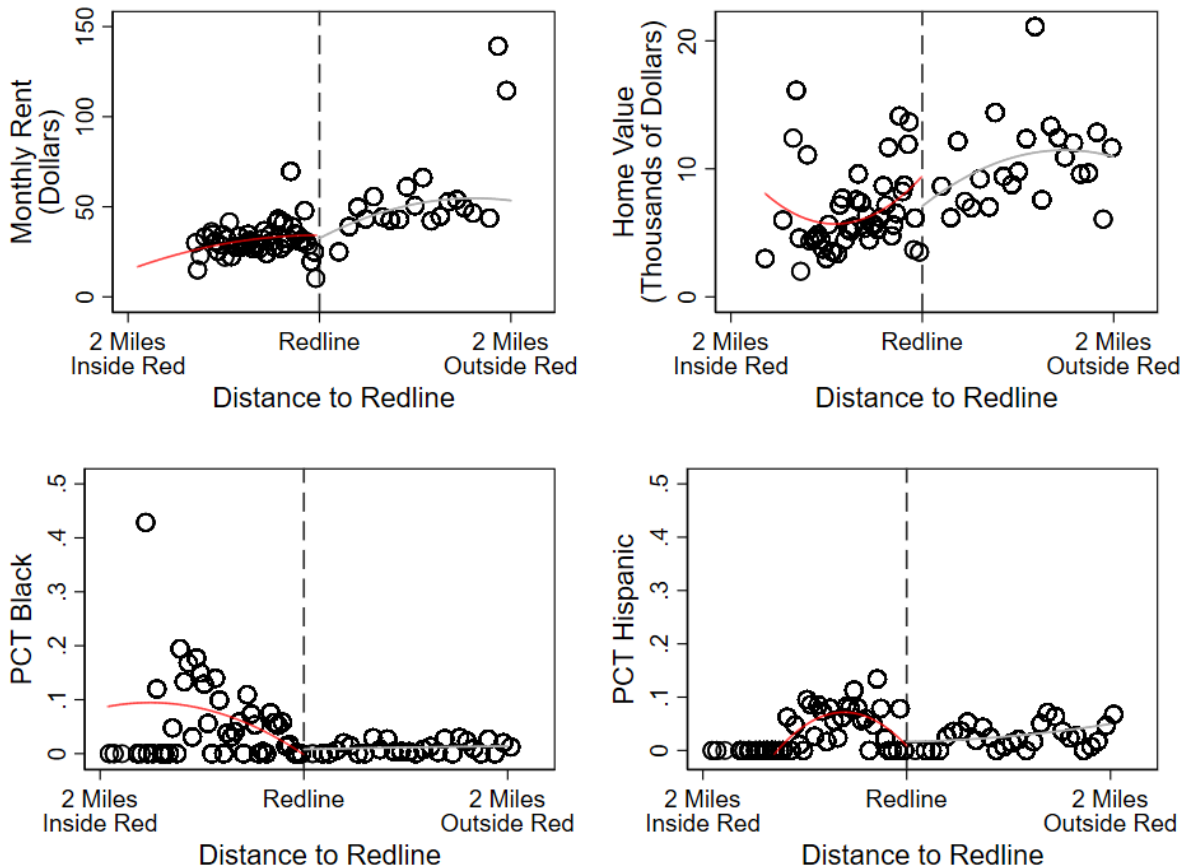 Monthly Rent
(Dollars)
150
100
50
0
2 Miles
Inside Red
Redline
2 Miles
Outside Red
Distance to Redline
Home Value
(Thousands of Dollars)
20
10
0
2 Miles
Inside Red
Redline
2 Miles
Outside Red
Distance to Redline
PCT Black
.5
.4
.3
.2
.1
0
2 Miles
Inside Red
Redline
2 Miles
Outside Red
Distance to Redline
PCT Hispanic
.5
.4
.3
.2
.1
0
2 Miles
Inside Red
Redline
2 Miles
Outside Red
Distance to Redline